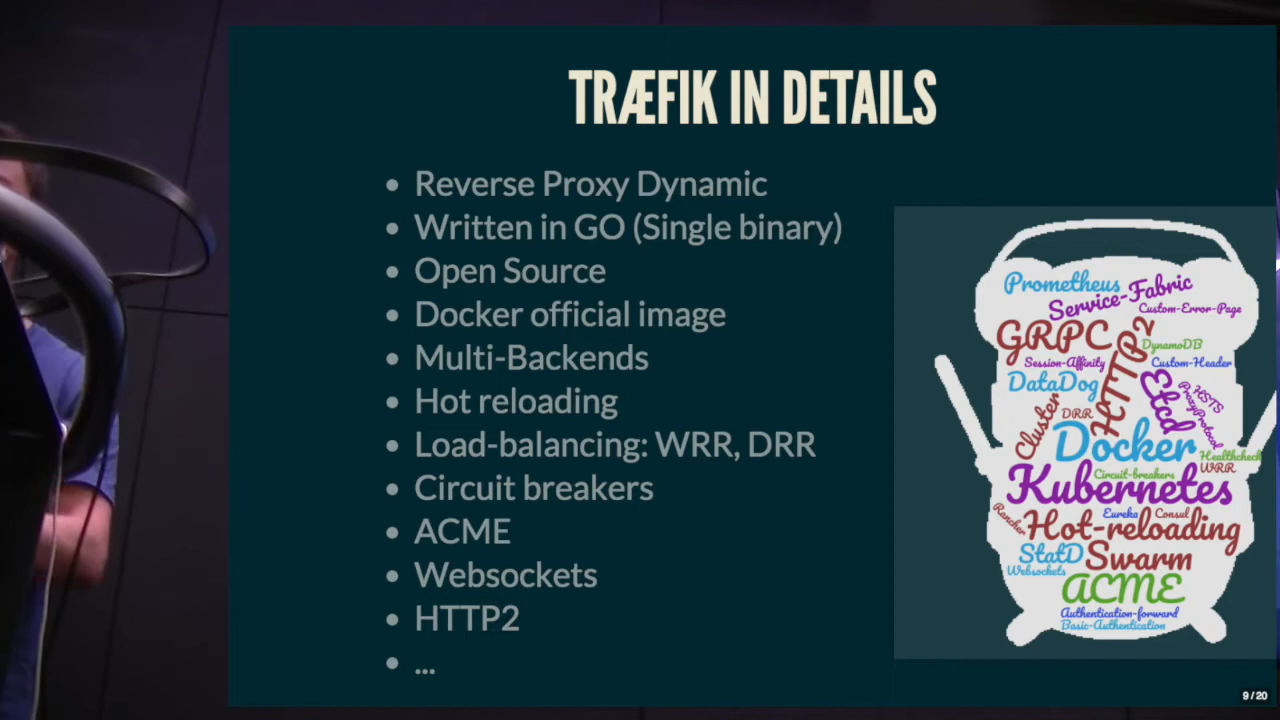 TRÆFIK IN DETAILS
Reverse Proxy Dynamic
Written in GO (Single binary)
Open Source
Docker official image
Multi-Backends
Hot reloading
Load-balancing: WRR, DRR
Circuit breakers
ACME
Websockets
HTTP2
...
Prometheus
Service-Fabric
Custom-Error-Page
GRPC
HTTP2
DynamoDB
Session-Affinity
Custom-Header
DataDog
Etcd
HSTS
ProxyProtocol
Cluster
DRR
Docker
Healthcheck
WRR
Circuit-breakers
Kubernetes
Rancher
Eureka
Consul
Hot-reloading
StatD
Swarm
Websockets
ACME
Authentication-forward
Basic-Authentication
9 / 20